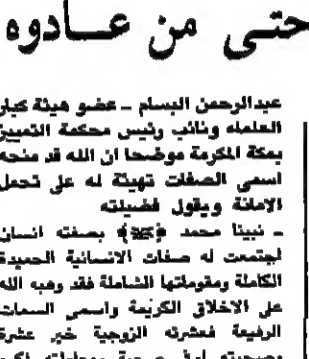 حتى من عادوه
عبدالرحمن البسام - عضو هيئة كبار
العلماء ونائب رئيس محكمة التمييز
بمكة المكرمة موضحا ان الله قد منحه
اسمى الصفات تهيئة له على تحمل
الامانة ويقول فضيلته
- نبينا محمد ﷺ بصفته انسان
اجتمعت له صفات الانسانية الحميدة
الكاملة ومقوماتها الشاملة فقد وهبه الله
على الاخلاق الكريمة واسمى السمات
الرفيعة فعشرته الزوجية خير عشرة